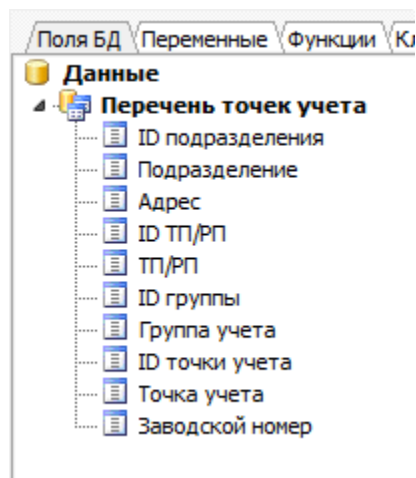 Поля БД Переменные Функции
Данные
Перечень точек учета
ID подразделения
Подразделение
Адрес
ID ТП/РП
ТП/РП
ID группы
Группа учета
ID точки учета
Точка учета
Заводской номер